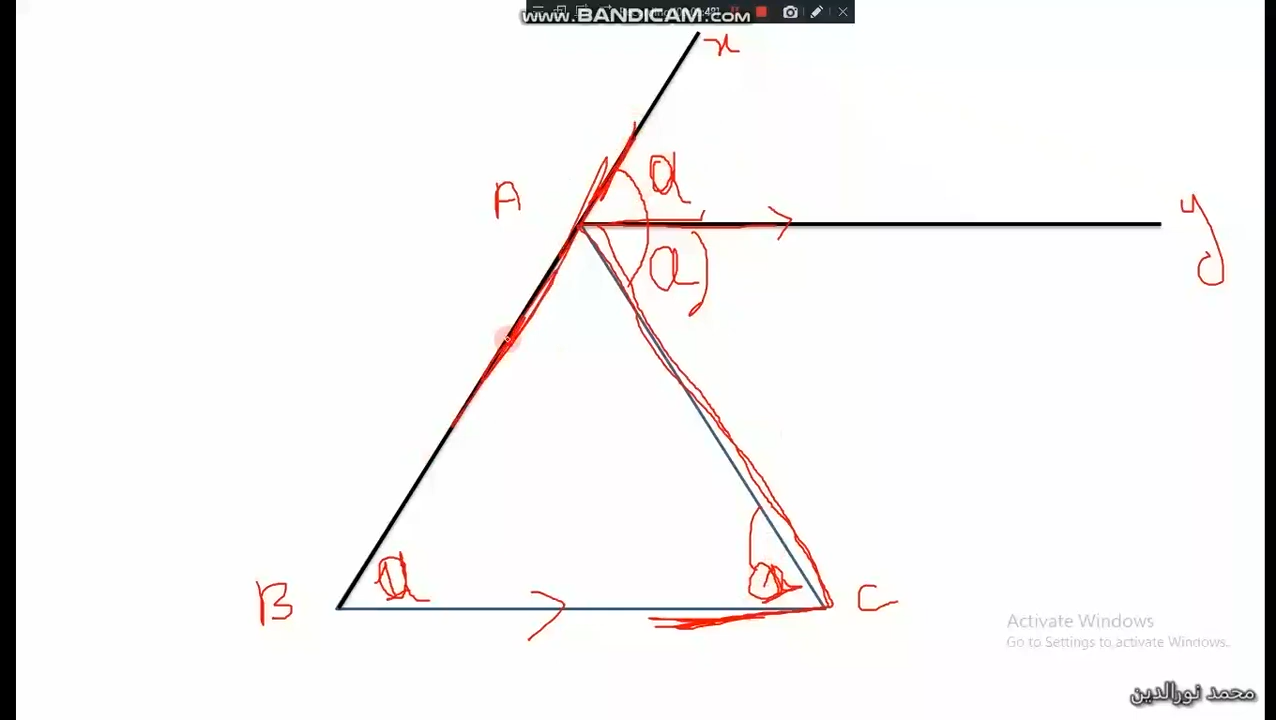 www.BANDICAM.com
x
A
a
a
y
B
a
a
C
Activate Windows
Go to Settings to activate Windows.
محمد نورالدين